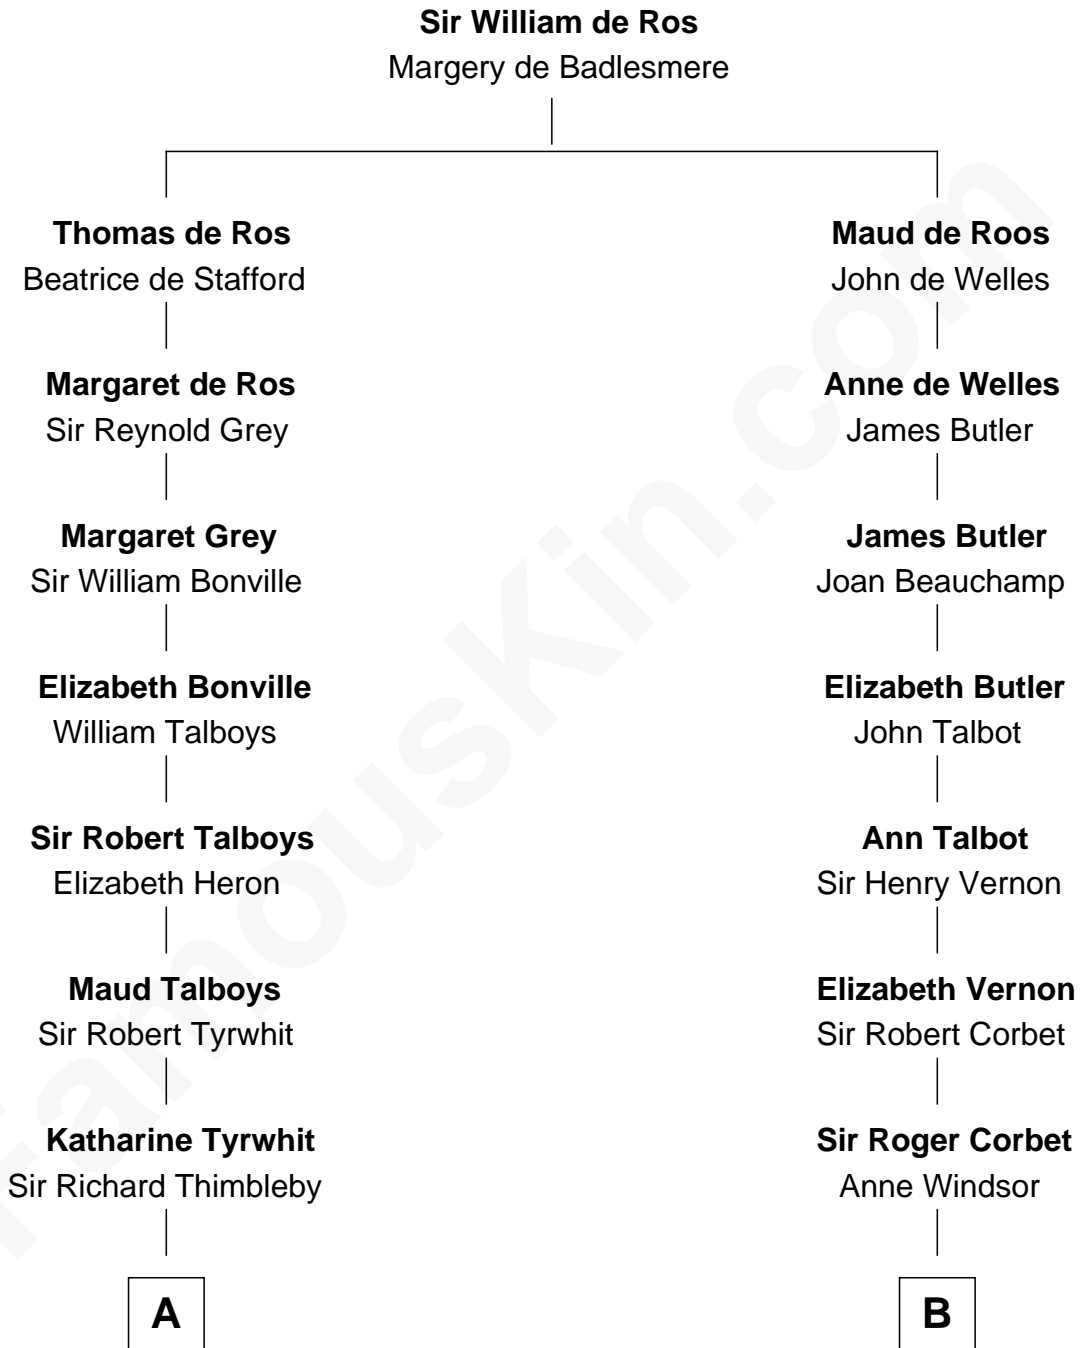 Sir William de Ros
Margery de Badlesmere
Thomas de Ros
Beatrice de Stafford
Margaret de Ros
Sir Reynold Grey
Margaret Grey
Sir William Bonville
Elizabeth Bonville
William Talboys
Sir Robert Talboys
Elizabeth Heron
Maud Talboys
Sir Robert Tyrwhit
Katharine Tyrwhit
Sir Richard Thimbleby
A
Maud de Roos
John de Welles
Anne de Welles
James Butler
James Butler
Joan Beauchamp
Elizabeth Butler
John Talbot
Ann Talbot
Sir Henry Vernon
Elizabeth Vernon
Sir Robert Corbet
Sir Roger Corbet
Anne Windsor
B
FamousKin.com